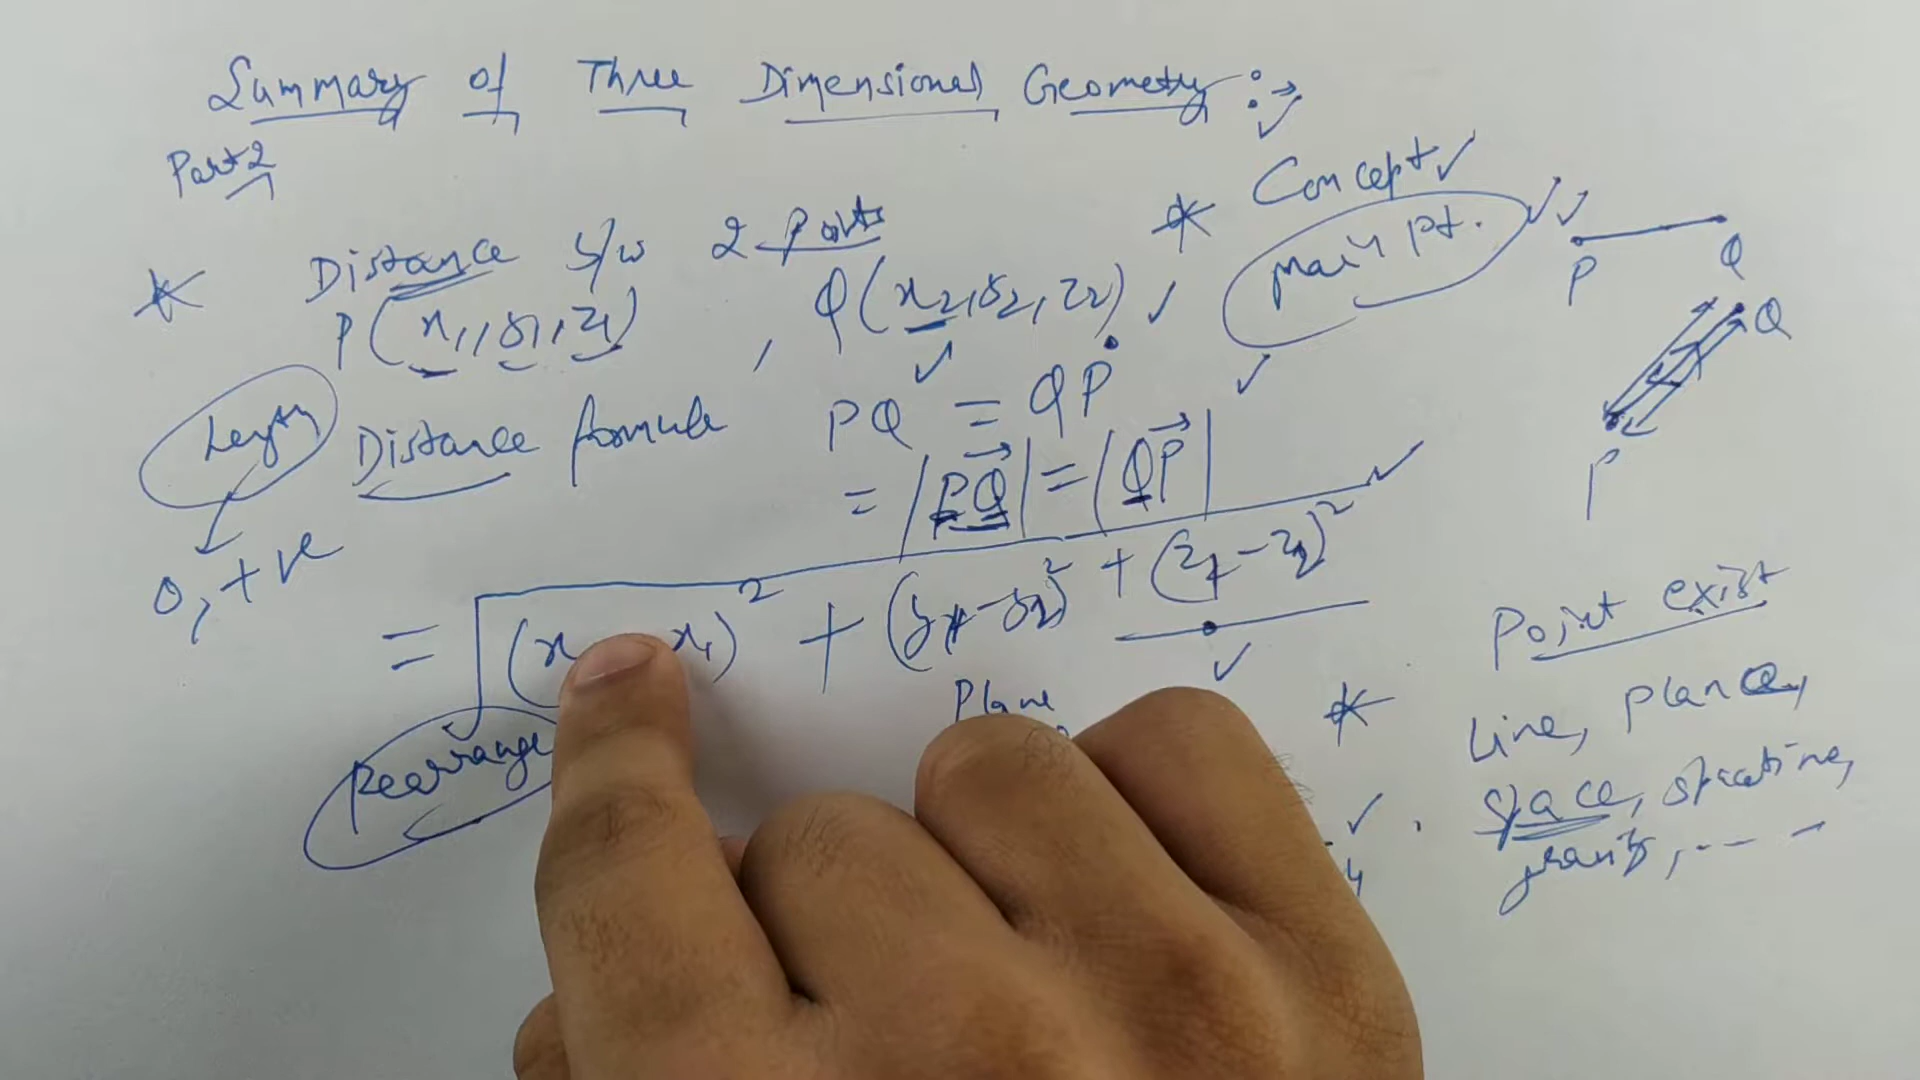 Summary of Three Dimensional Geometry :→
Part 2
* Distance b/w 2 points
P(x1, y1, z1) , Q(x2, y2, z2)
* Concept
main pt.
P Q
Q
P
Length
0, +ve
Distance formula PQ = QP
= |PQ| = |QP|
= √(x x1)² + (y1-y2)² + (z1-z2)²
Rearrange
Plane
* Point exist
Line, plane,
space, spacetime,